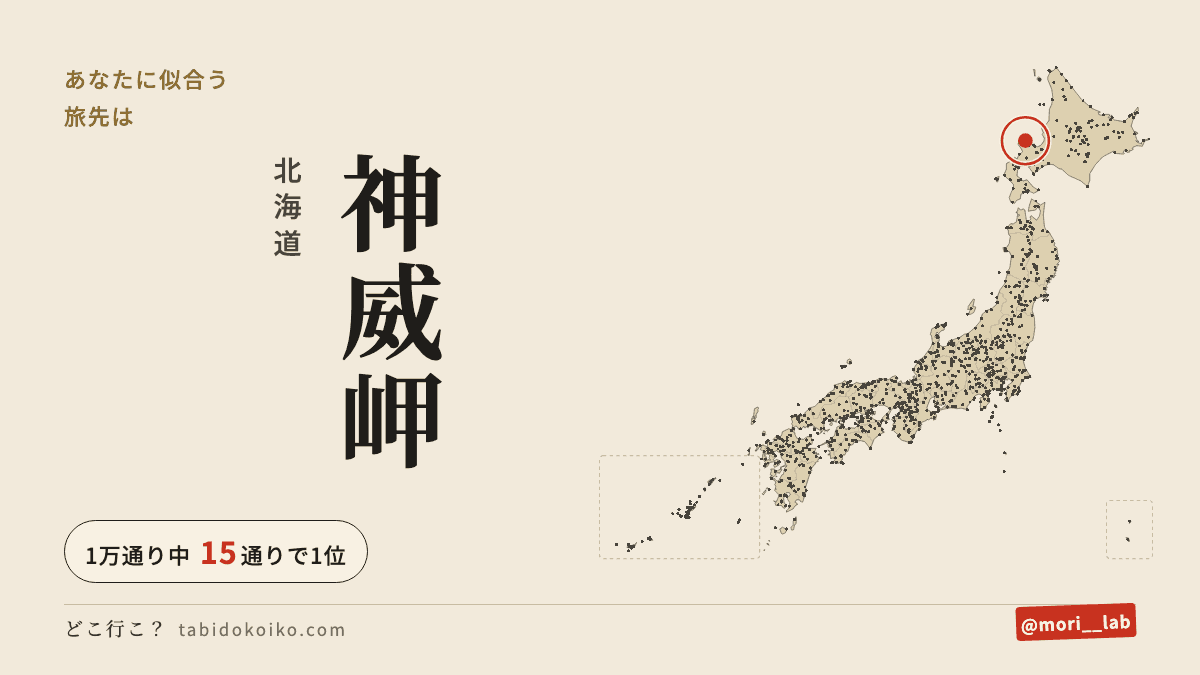 あなたに似合う
旅先は
神威岬
北海道
1万通り中 15通りで1位
どこ行こ？ tabidokoiko.com
@mori__lab